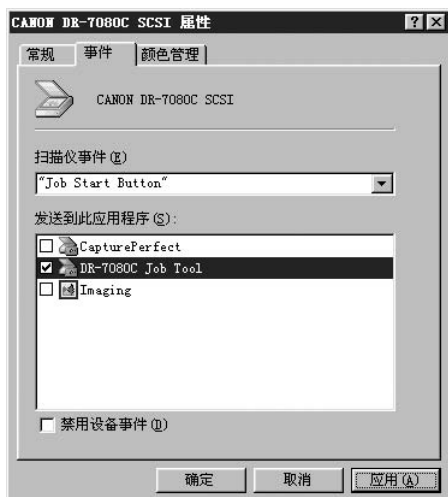 CANON DR-7080C SCSI 属性
常规 事件 颜色管理
CANON DR-7080C SCSI
扫描仪事件(E)
"Job Start Button"
发送到此应用程序(S):
CapturePerfect
DR-7080C Job Tool
Imaging
禁用设备事件(D)
确定 取消 应用(A)